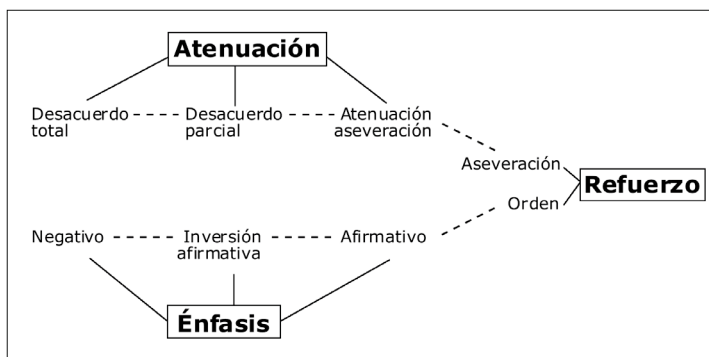 Atenuación
Desacuerdo total
Desacuerdo parcial
Atenuación aseveración
Aseveración
Refuerzo
Orden
Negativo
Inversión afirmativa
Afirmativo
Énfasis